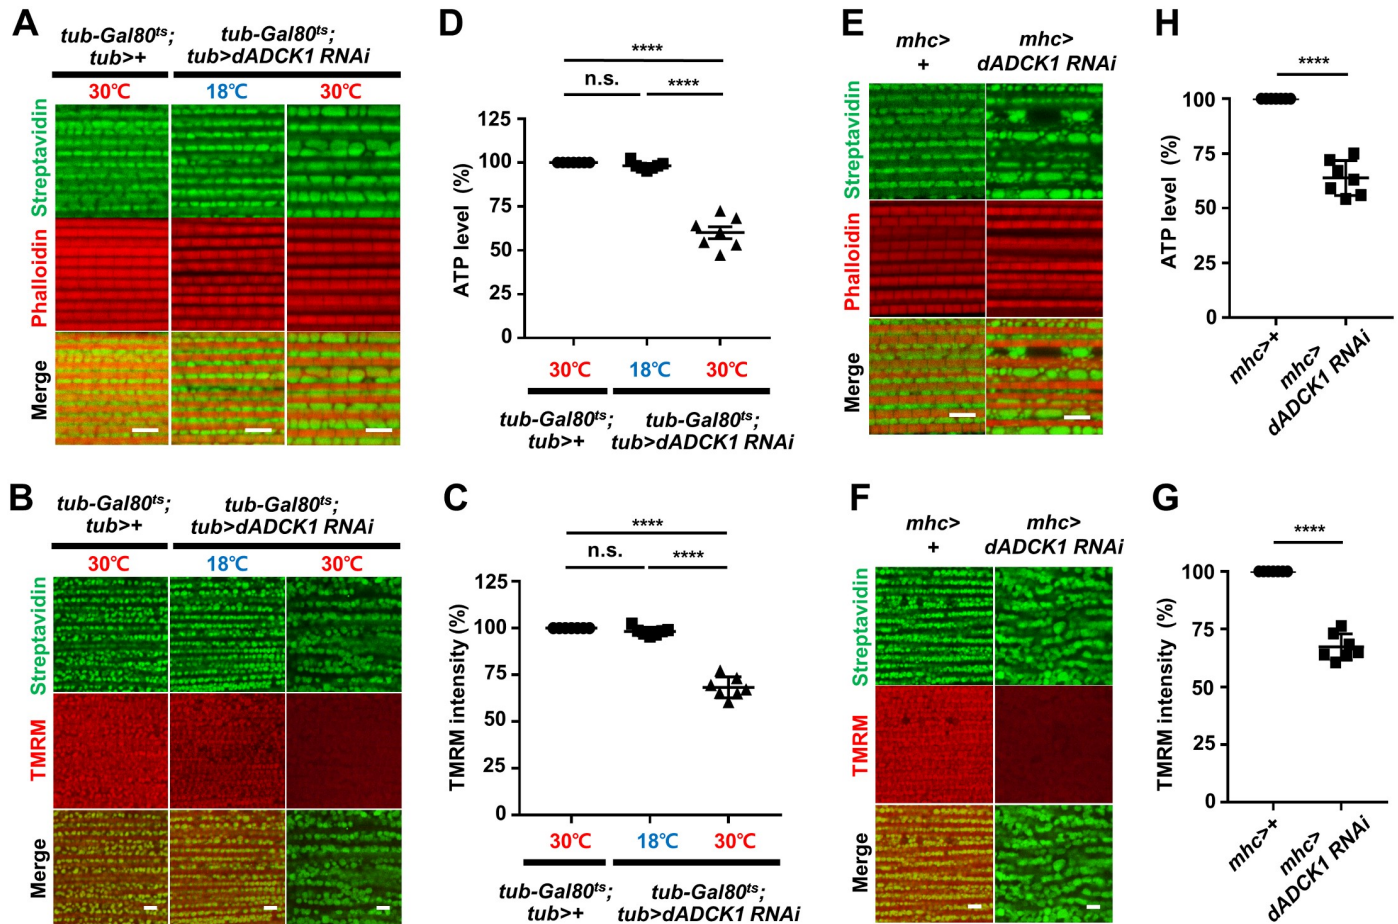 A
tub-Gal80ts;
tub>+
tub-Gal80ts;
tub>dADCK1 RNAi
30℃
18℃
30℃
Streptavidin
Phalloidin
Merge
D
****
n.s.
****
ATP level (%)
125
100
75
50
25
0
30℃
18℃
30℃
tub-Gal80ts;
tub>+
tub-Gal80ts;
tub>dADCK1 RNAi
E
mhc>
+
mhc>
dADCK1 RNAi
Streptavidin
Phalloidin
Merge
H
****
ATP level (%)
100
75
50
25
0
mhc>+
mhc>
dADCK1 RNAi
B
tub-Gal80ts;
tub>+
tub-Gal80ts;
tub>dADCK1 RNAi
30℃
18℃
30℃
Streptavidin
TMRM
Merge
C
****
n.s.
****
TMRM intensity (%)
125
100
75
50
25
0
30℃
18℃
30℃
tub-Gal80ts;
tub>+
tub-Gal80ts;
tub>dADCK1 RNAi
F
mhc>
+
mhc>
dADCK1 RNAi
Streptavidin
TMRM
Merge
G
****
TMRM intensity (%)
100
75
50
25
0
mhc>+
mhc>
dADCK1 RNAi